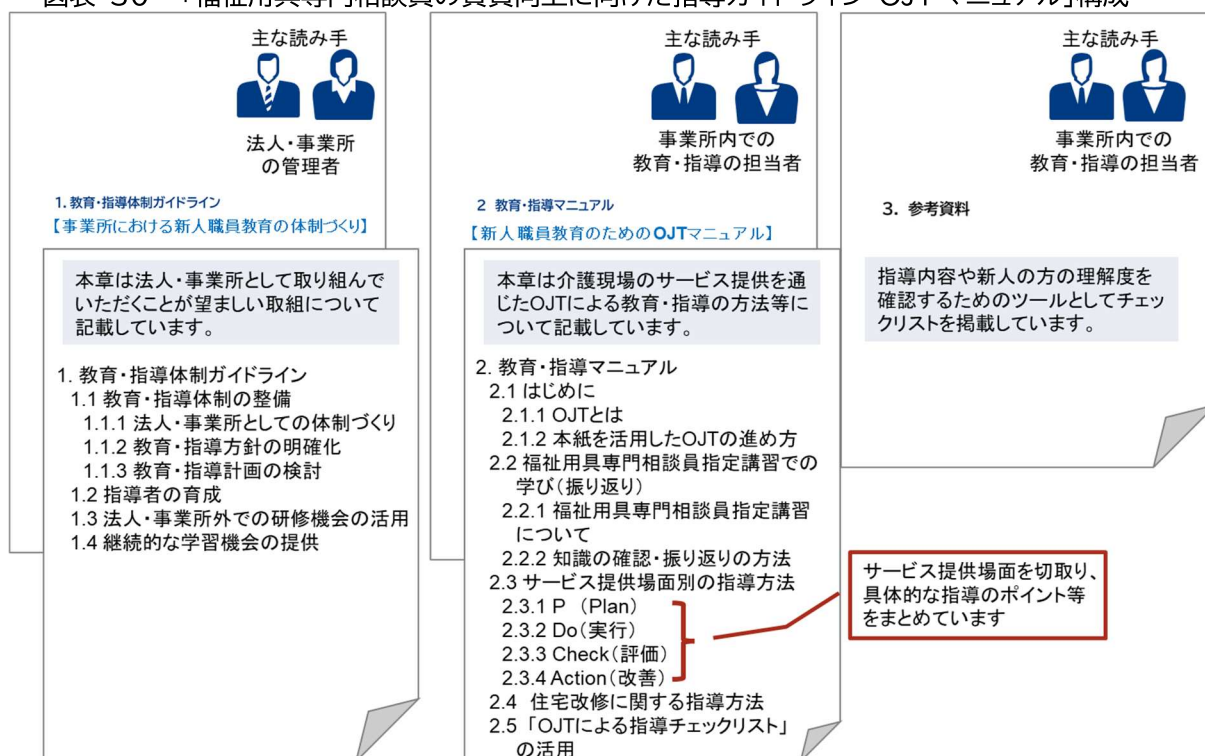 主な読み手
法人・事業所
の管理者
1. 教育・指導体制ガイドライン
【事業所における新人職員教育の体制づくり】
本章は法人・事業所として取り組んで
いただくことが望ましい取組について
記載しています。
1. 教育・指導体制ガイドライン
1.1 教育・指導体制の整備
1.1.1 法人・事業所としての体制づくり
1.1.2 教育・指導方針の明確化
1.1.3 教育・指導計画の検討
1.2 指導者の育成
1.3 法人・事業所外での研修機会の活用
1.4 継続的な学習機会の提供
主な読み手
事業所内での
教育・指導の担当者
2 教育・指導マニュアル
【新人職員教育のためのOJTマニュアル】
本章は介護現場のサービス提供を通
じたOJTによる教育・指導の方法等に
ついて記載しています。
2. 教育・指導マニュアル
2.1 はじめに
2.1.1 OJTとは
2.1.2 本紙を活用したOJTの進め方
2.2 福祉用具専門相談員指定講習での
学び(振り返り)
2.2.1 福祉用具専門相談員指定講習
について
2.2.2 知識の確認・振り返りの方法
2.3 サービス提供場面別の指導方法
2.3.1 P (Plan)
2.3.2 Do(実行)
2.3.3 Check(評価)
2.3.4 Action(改善)
2.4 住宅改修に関する指導方法
2.5 「OJTによる指導チェックリスト」
の活用
主な読み手
事業所内での
教育・指導の担当者
3. 参考資料
指導内容や新人の方の理解度を
確認するためのツールとしてチェッ
クリストを掲載しています。
サービス提供場面を切取り、
具体的な指導のポイント等
をまとめています